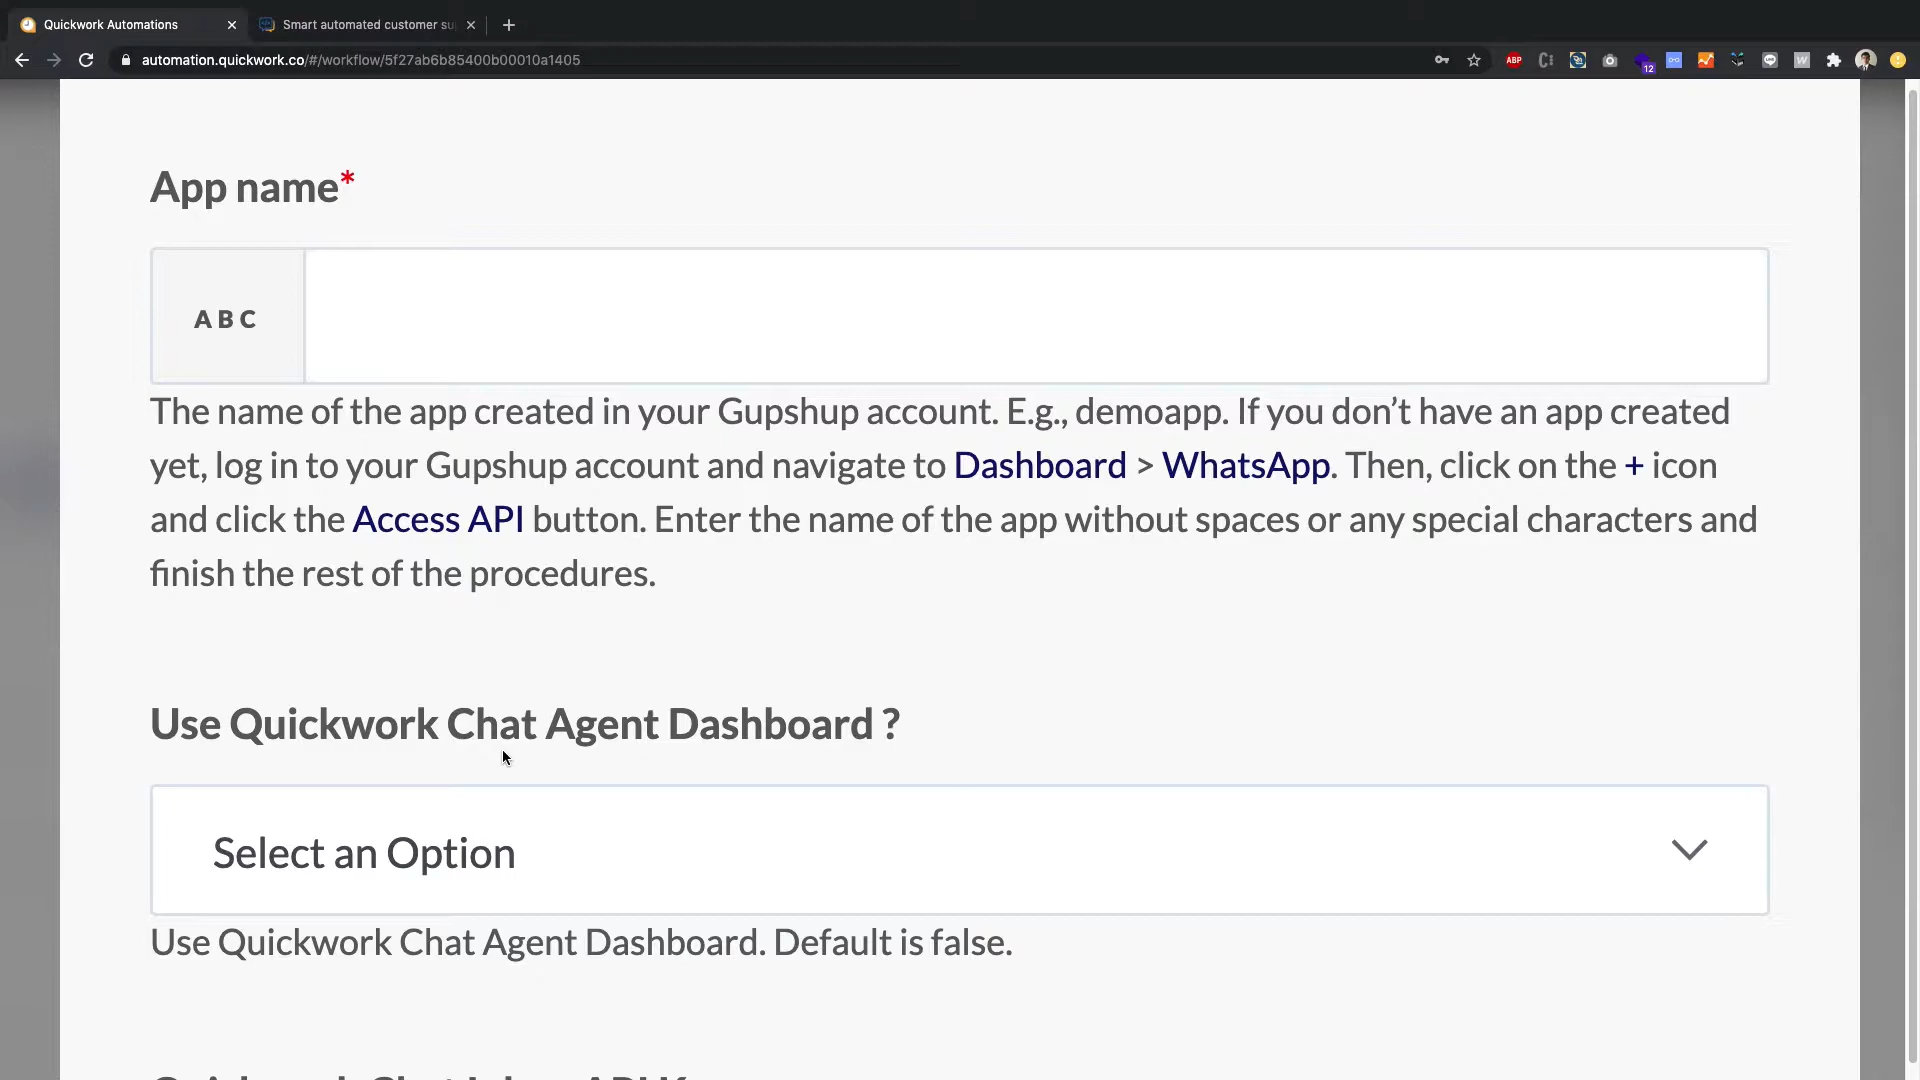 Quickwork Automations
Smart automated customer su
automation.quickwork.co/#/workflow/5f27ab6b85400b00010a1405
ABP
12
W
App name*
ABC
The name of the app created in your Gupshup account. E.g., demoapp. If you don’t have an app created
yet, log in to your Gupshup account and navigate to Dashboard > WhatsApp. Then, click on the + icon
and click the Access API button. Enter the name of the app without spaces or any special characters and
finish the rest of the procedures.
Use Quickwork Chat Agent Dashboard ?
Select an Option
Use Quickwork Chat Agent Dashboard. Default is false.